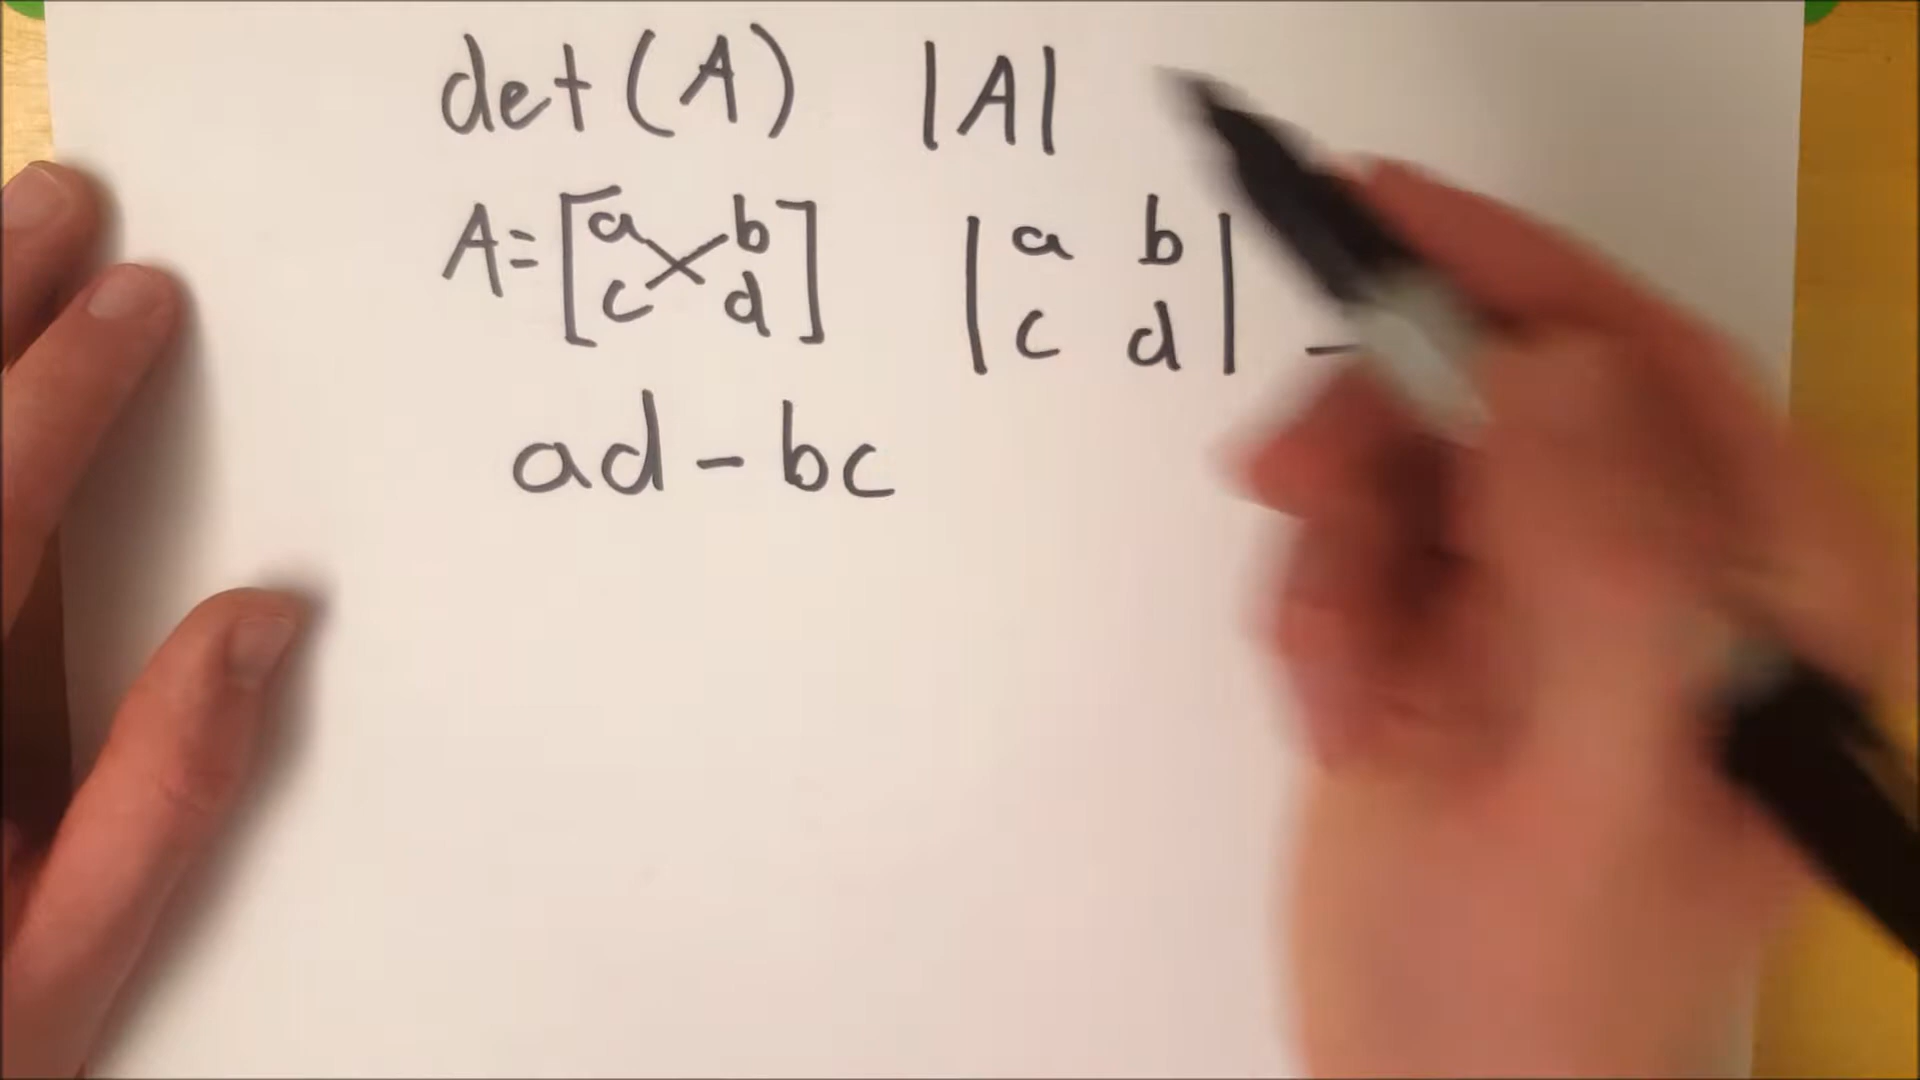 det(A) |A|
A=[a b |a b|
c d] |c d| -
ad-bc